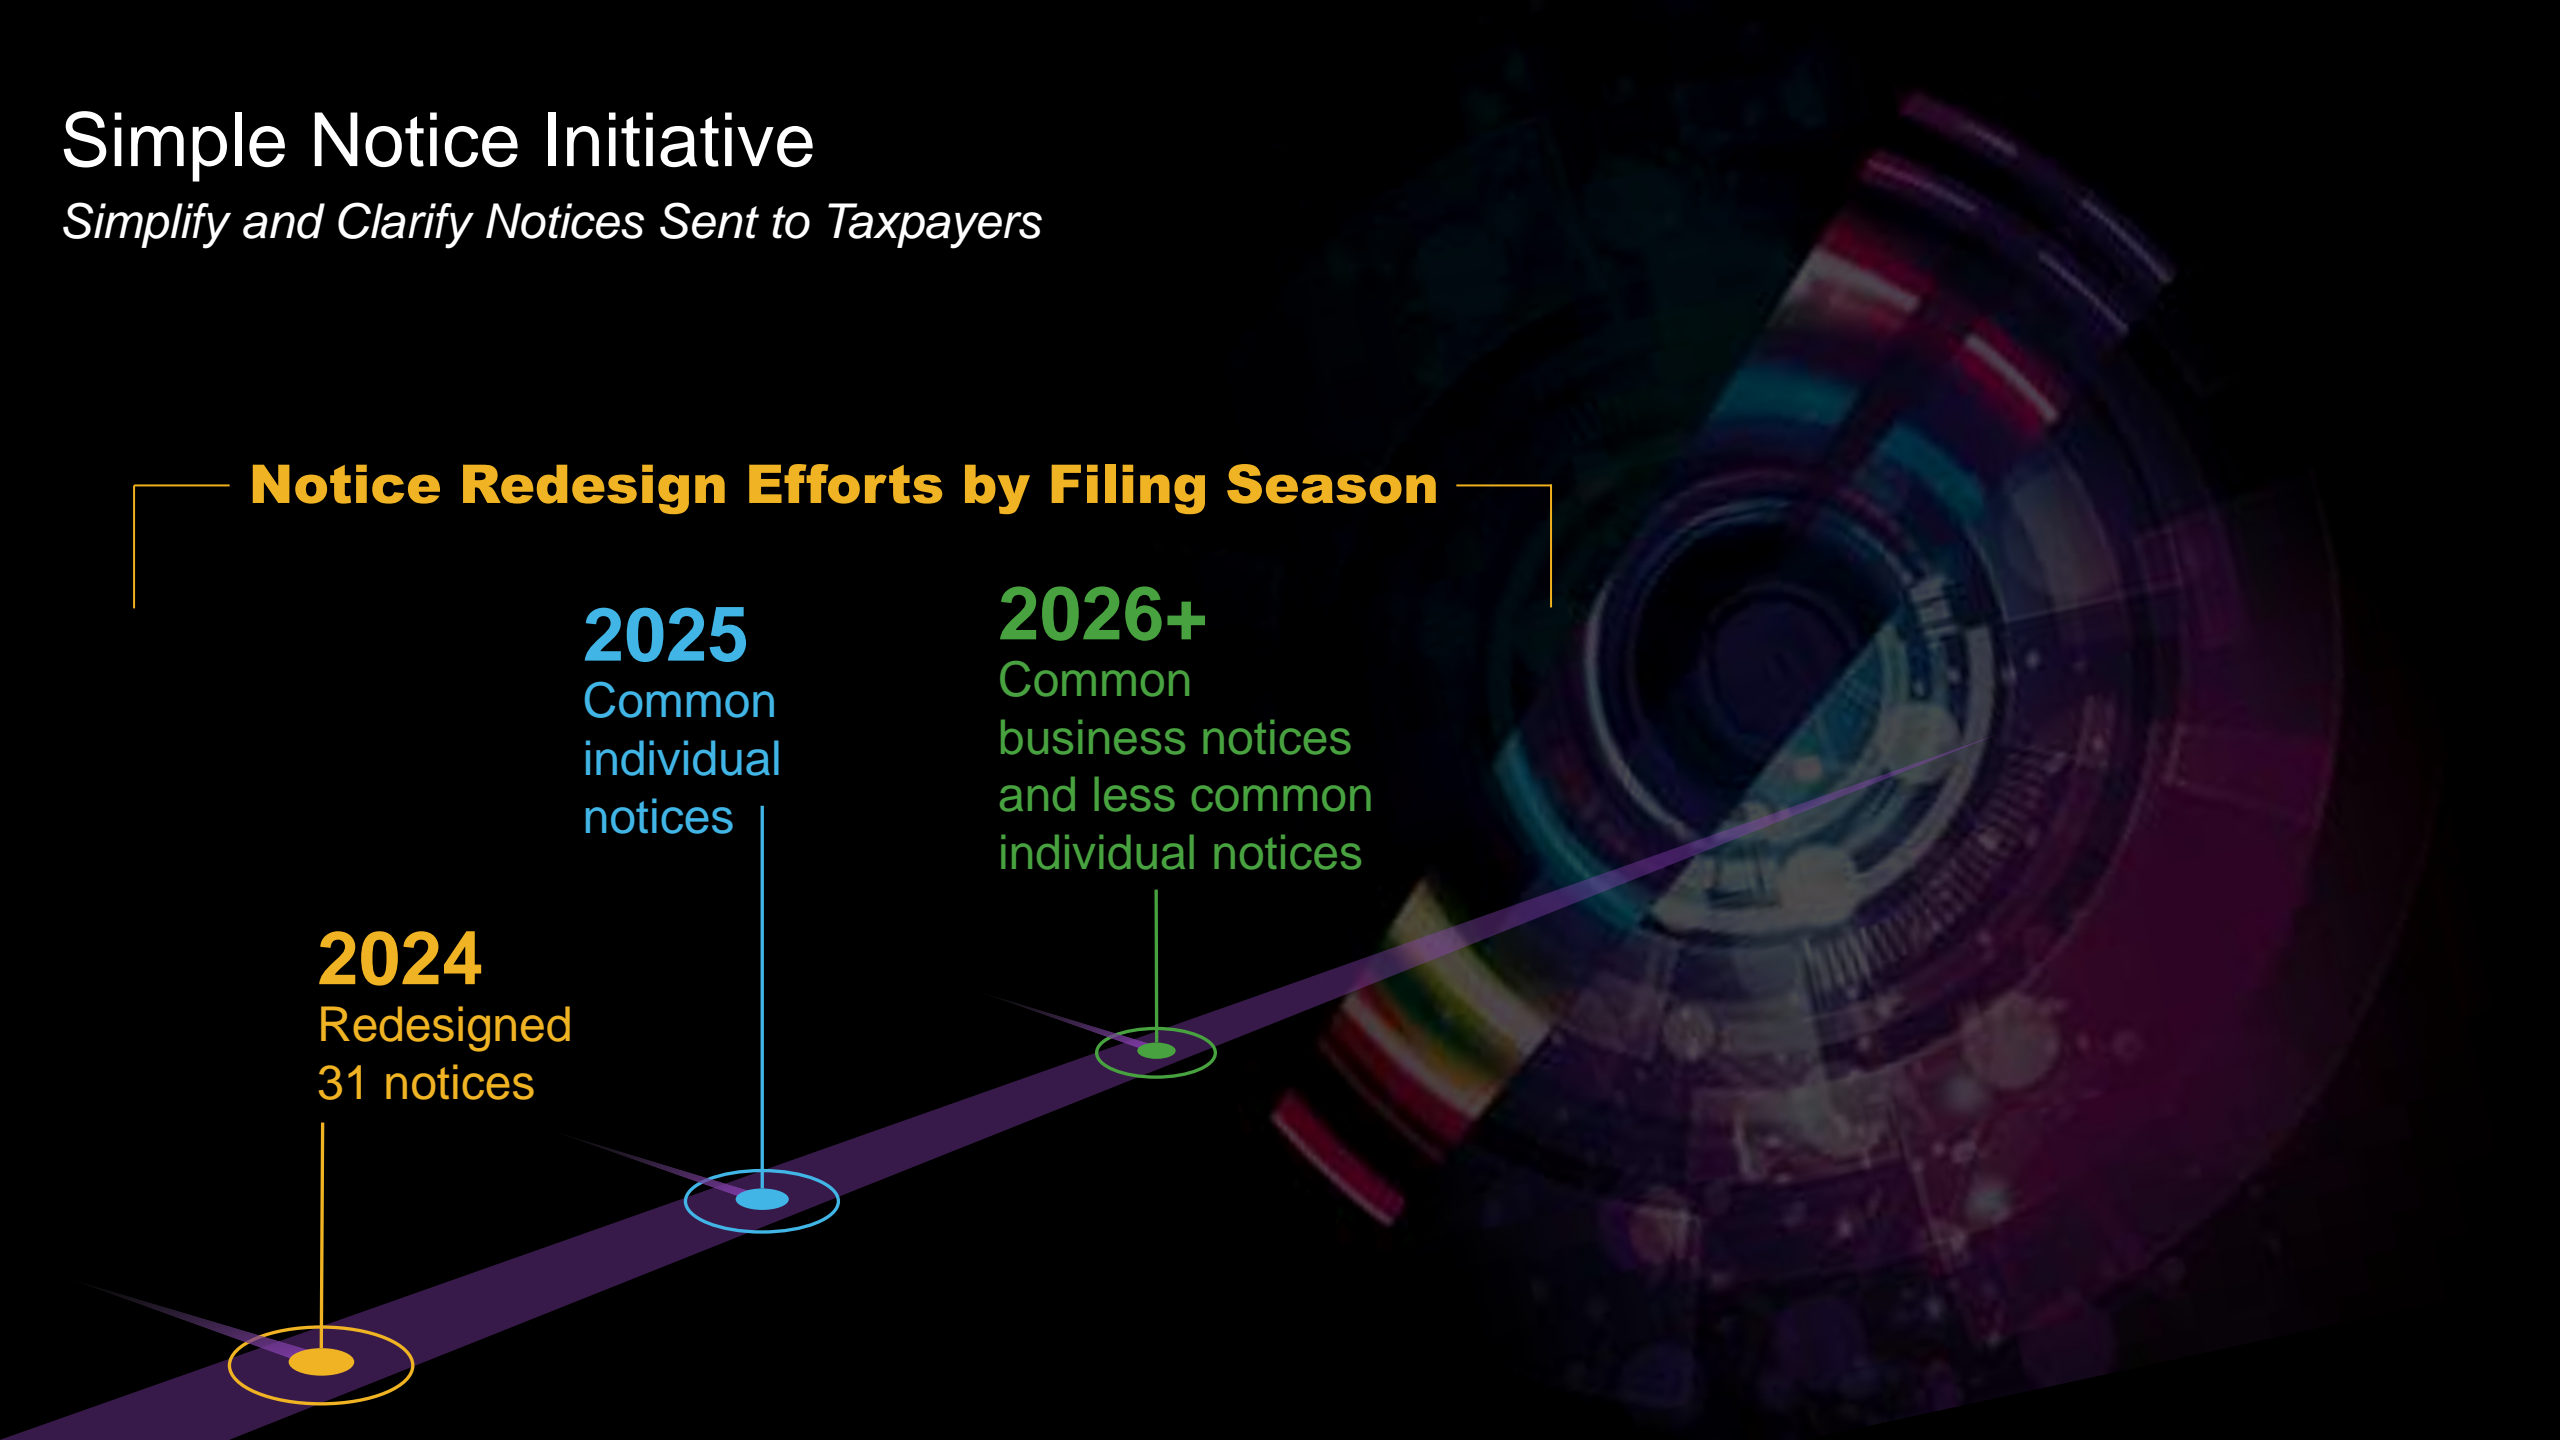 Simple Notice Initiative
Simplify and Clarify Notices Sent to Taxpayers
Notice Redesign Efforts by Filing Season
2024
Redesigned
31 notices
2025
Common
individual
notices
2026+
Common
business notices
and less common
individual notices